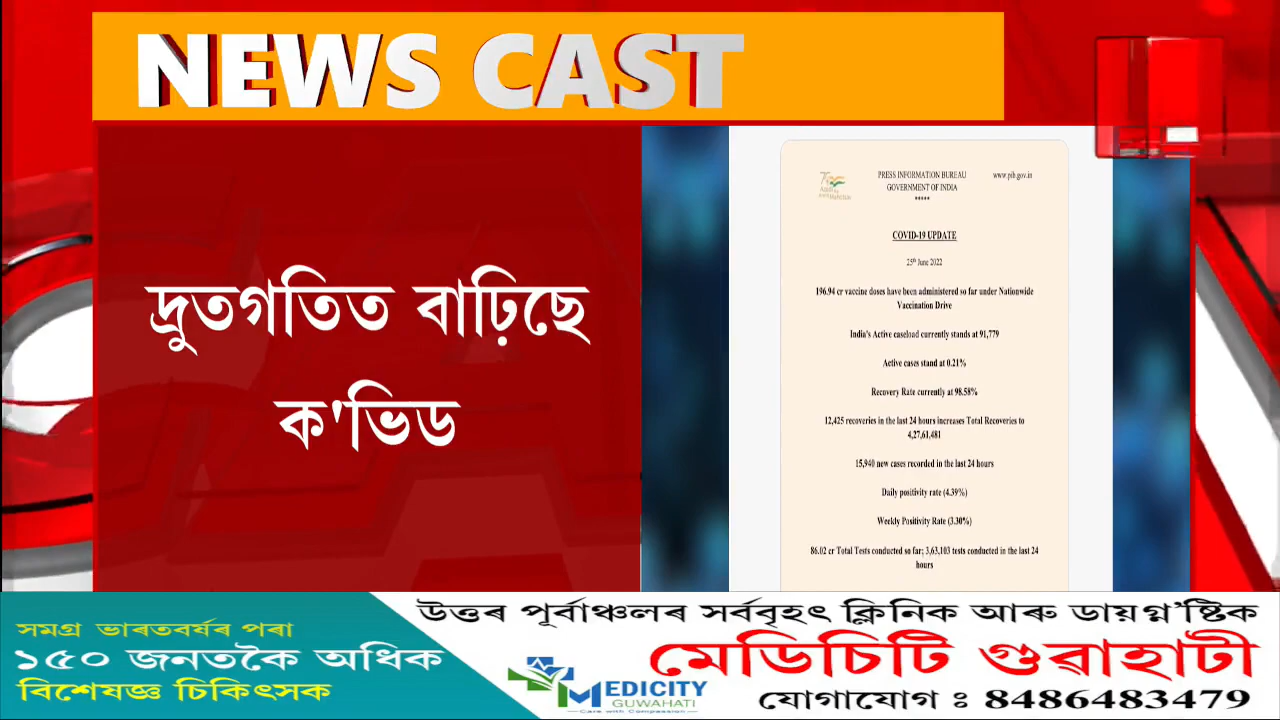 NEWS CAST
দ্ৰুতগতিত বাঢ়িছে
ক'ভিড
PRESS INFORMATION BUREAU
www.pib.gov.in
GOVERNMENT OF INDIA
*****
COVID-19 UPDATE
25th June 2022
196.94 cr vaccine doses have been administered so far under Nationwide
Vaccination Drive
India's Active caseload currently stands at 91,779
Active cases stand at 0.21%
Recovery Rate currently at 98.58%
12,425 recoveries in the last 24 hours increases Total Recoveries to
4,27,61,481
15,940 new cases recorded in the last 24 hours
Daily positivity rate (4.39%)
Weekly Positivity Rate (3.30%)
86.02 cr Total Tests conducted so far; 3,63,103 tests conducted in the last 24
hours
সমগ্ৰ ভাৰতবৰ্ষৰ পৰা
১৫০ জনতকৈ অধিক
বিশেষজ্ঞ চিকিৎসক
উত্তৰ পূৰ্বাঞ্চলৰ সৰ্ববৃহৎ ক্লিনিক আৰু ডায়গ্ন'ষ্টিক
মেডিচিটি গুৱাহাটী
MEDICITY
GUWAHATI
Care with Compassion
যোগাযোগ ঃ 8486483479